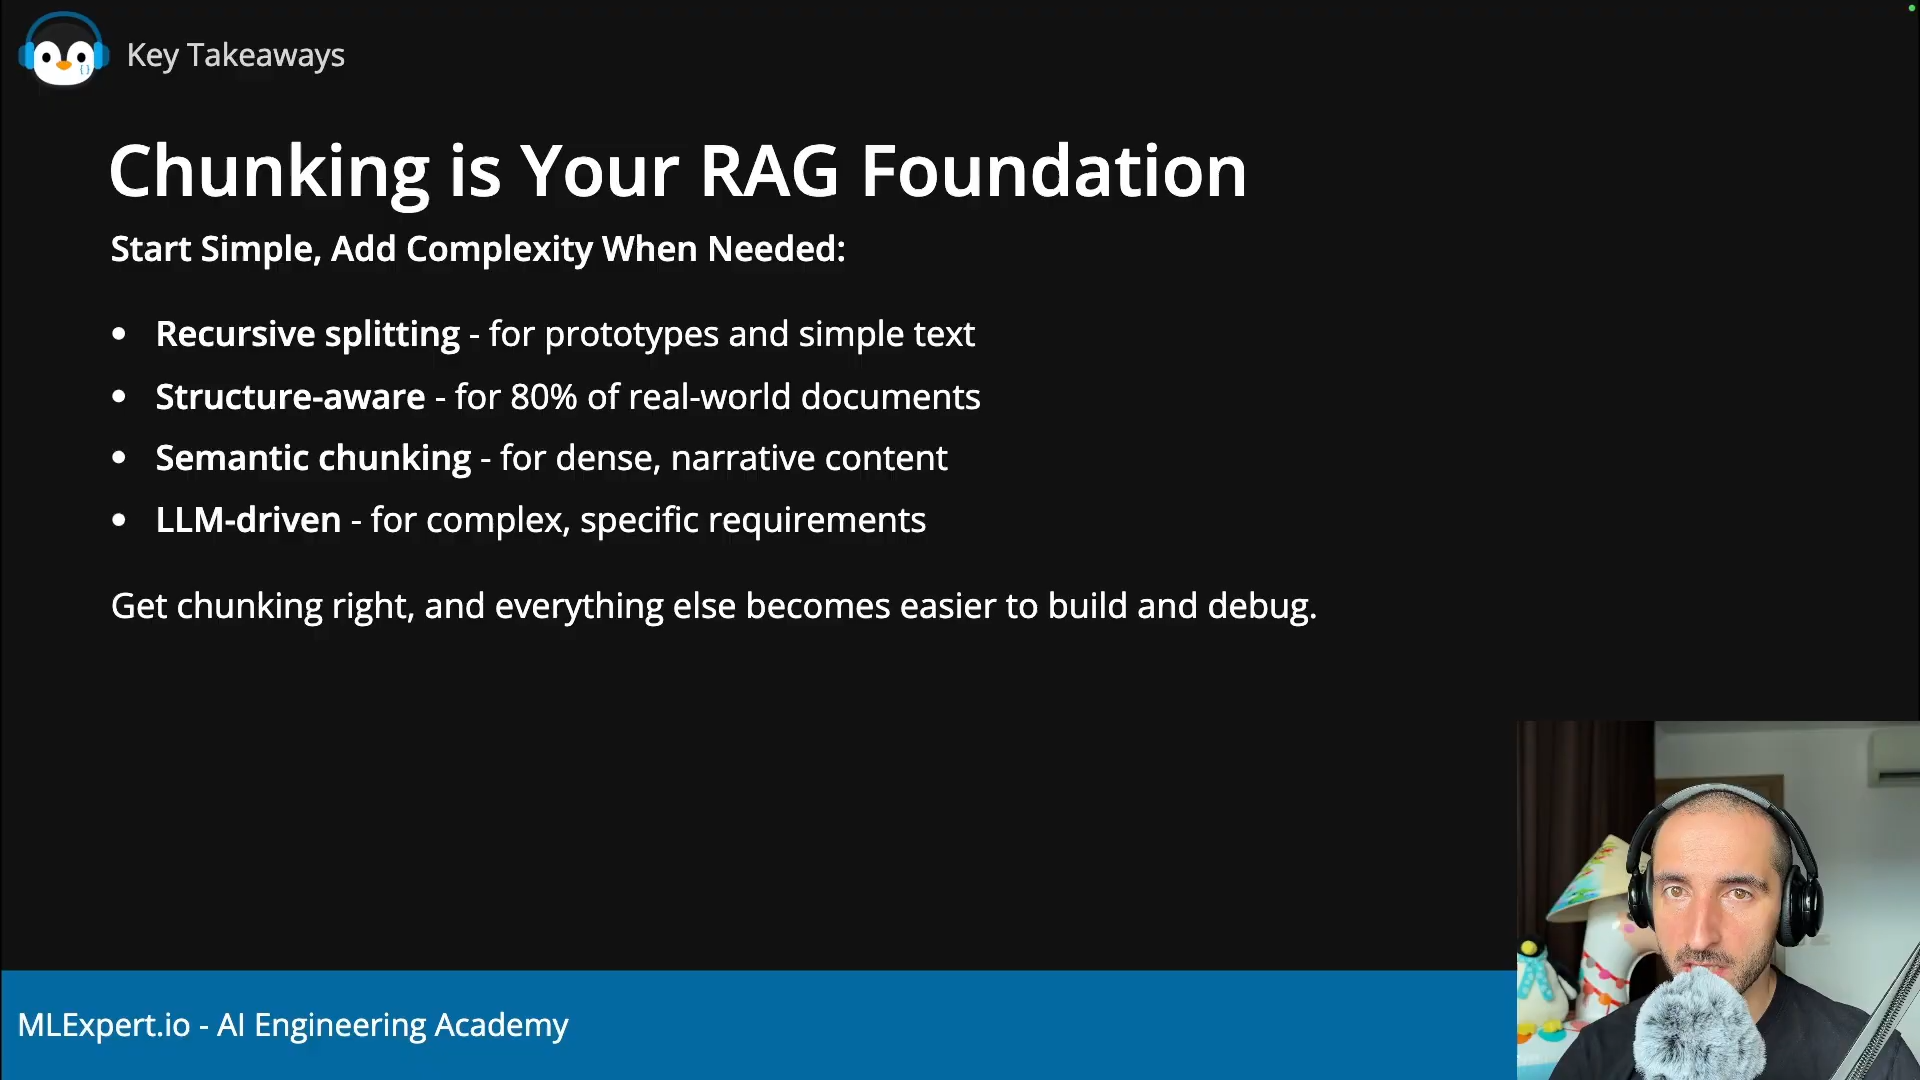 Key Takeaways
Chunking is Your RAG Foundation
Start Simple, Add Complexity When Needed:
• Recursive splitting - for prototypes and simple text
• Structure-aware - for 80% of real-world documents
• Semantic chunking - for dense, narrative content
• LLM-driven - for complex, specific requirements
Get chunking right, and everything else becomes easier to build and debug.
MLExpert.io - AI Engineering Academy